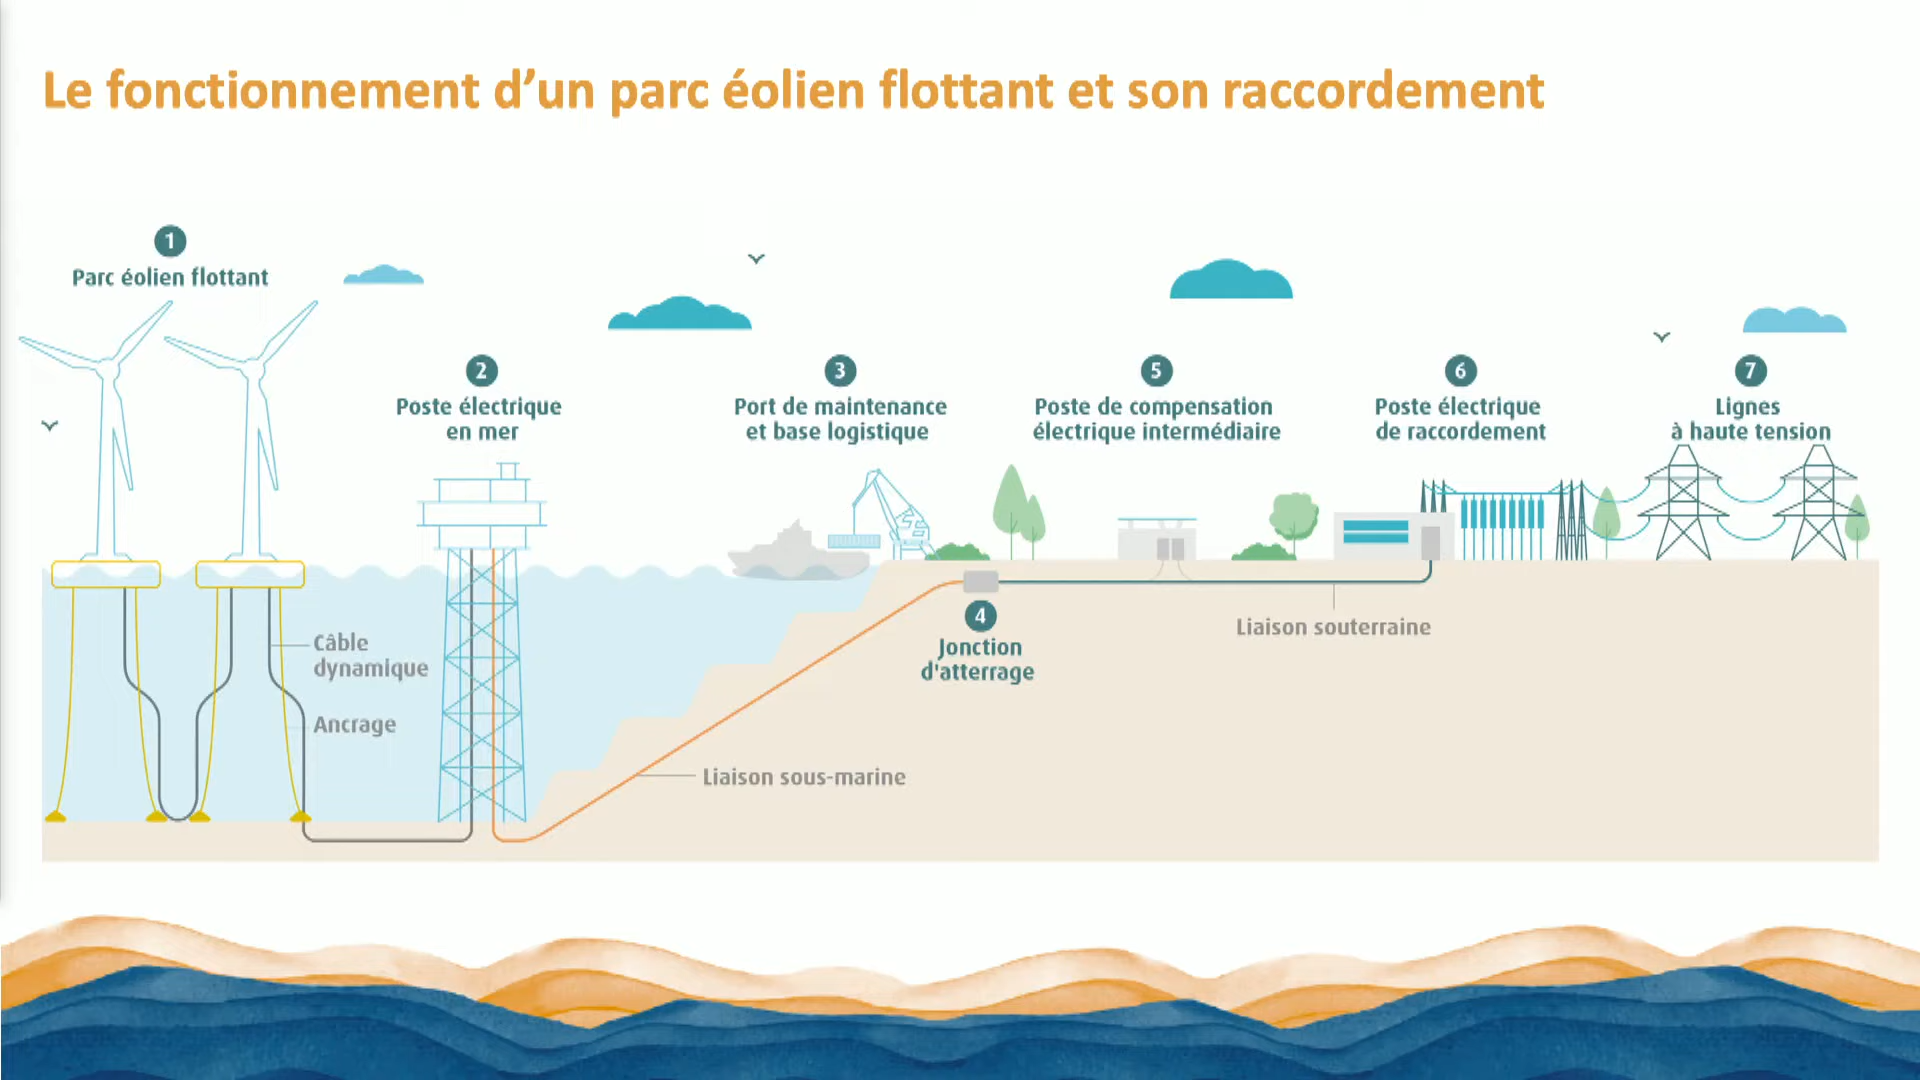 Le fonctionnement d’un parc éolien flottant et son raccordement
1
Parc éolien flottant
2
Poste électrique
en mer
3
Port de maintenance
et base logistique
5
Poste de compensation
électrique intermédiaire
6
Poste électrique
de raccordement
7
Lignes
à haute tension
Câble
dynamique
Ancrage
Liaison sous-marine
4
Jonction
d'atterrage
Liaison souterraine